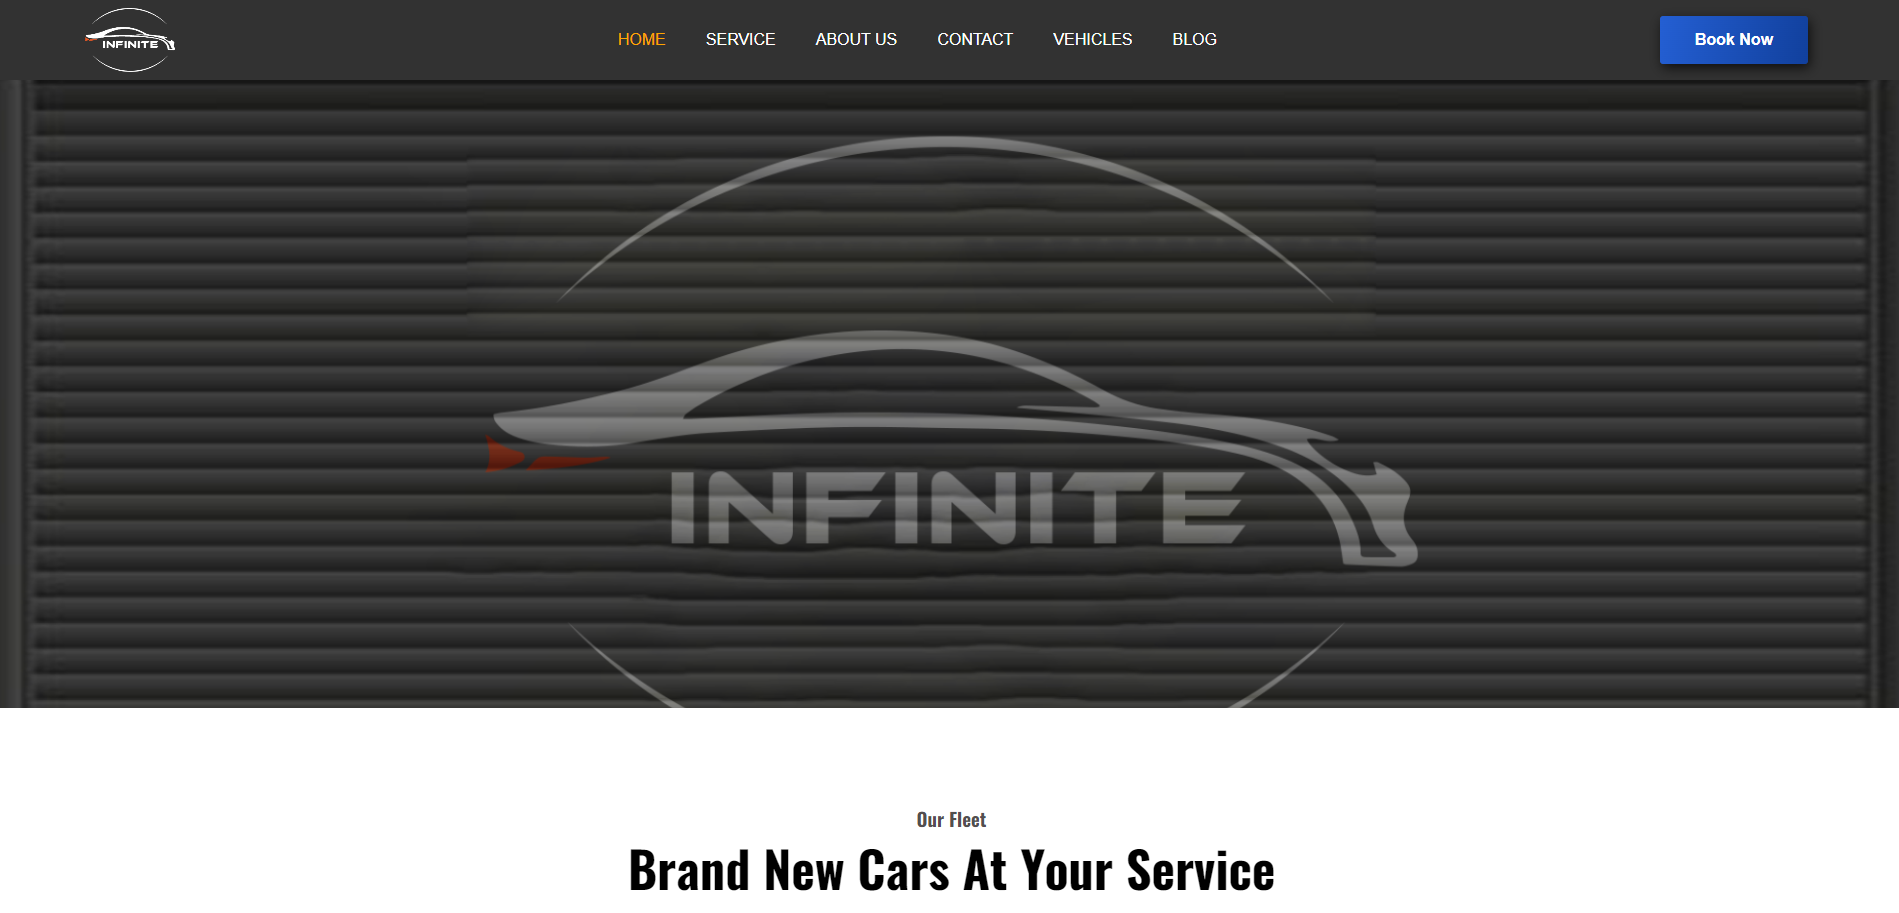 INFINITE
HOME SERVICE ABOUT US CONTACT VEHICLES BLOG
Book Now
INFINITE
Our Fleet
Brand New Cars At Your Service